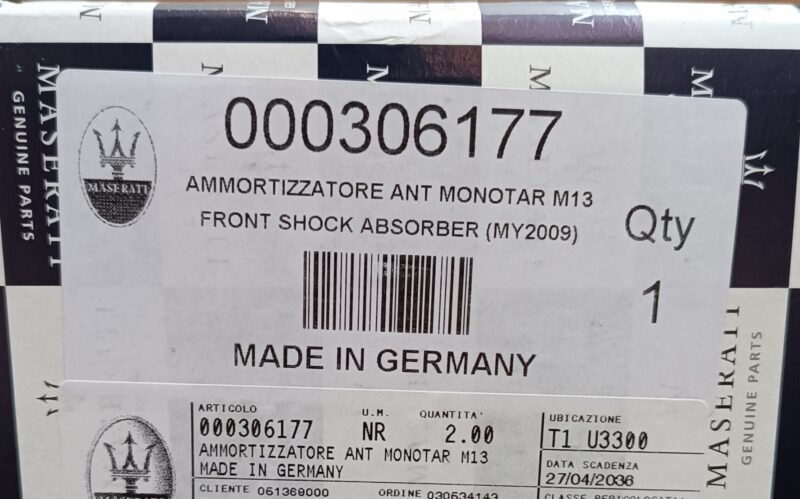 MASERATI
GENUINE PARTS
000306177
MASERATI
AMMORTIZZATORE ANT MONOTAR M13
FRONT SHOCK ABSORBER (MY2009)
Qty
1
MADE IN GERMANY
MASERATI
GENUINE PARTS
ARTICOLO U.M. QUANTITA' UBICAZIONE
000306177 NR 2.00 T1 U3300
AMMORTIZZATORE ANT MONOTAR M13
MADE IN GERMANY
DATA SCADENZA
27/04/2036
CLIENTE 051369000 ORDINE 030534143